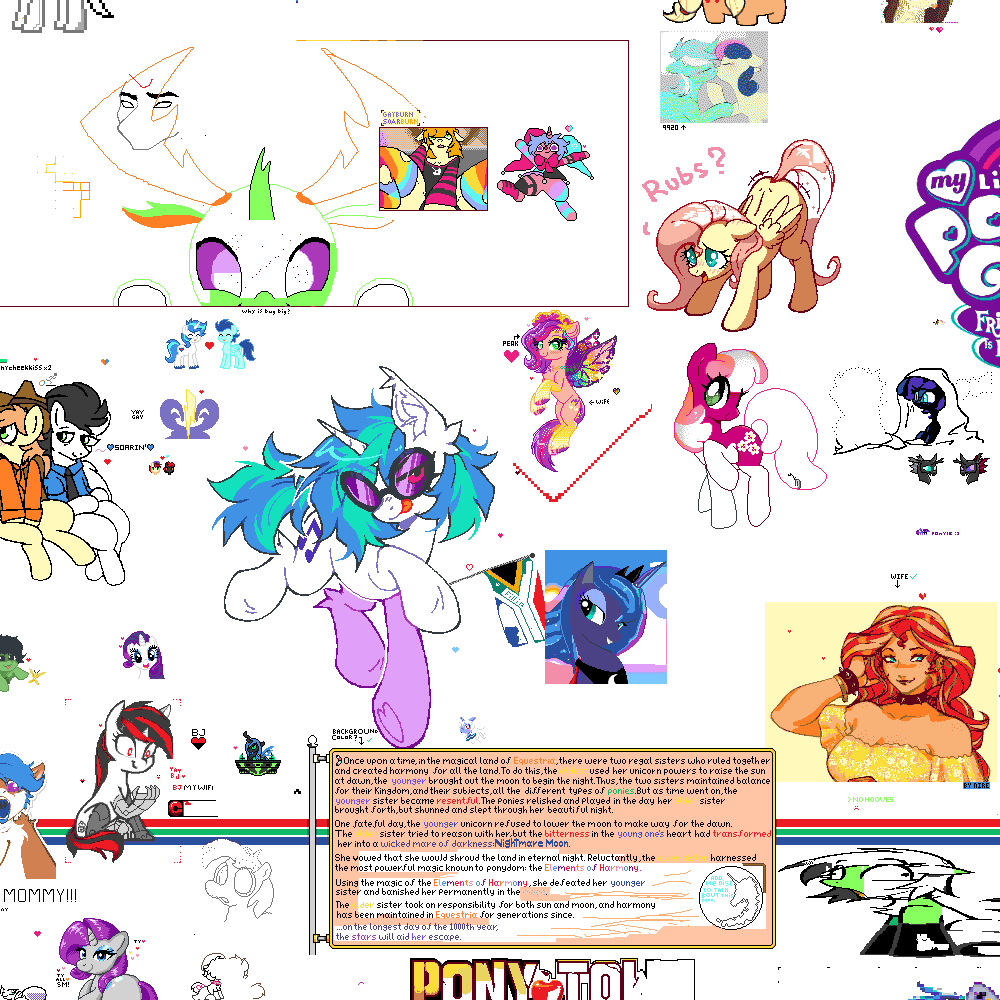 GAYBURN
SOARBURN
9920 ↑
Rubs?
my Li
PO
FRIE
is
Why is bug big?
PEAK
← WIFE
nycheekkiss x2
YAY
GAY
SOARIN'
PONYIE :3
WIFE
BACKGROUND
COLOR?
BJ
BJ MY WIFI
BY AIRE
>NO HOOVES
Once upon a time, in the magical land of Equestria, there were two regal sisters who ruled together
and created harmony for all the land. To do this, the used her unicorn powers to raise the sun
at dawn, the younger brought out the moon to begin the night. Thus, the two sisters maintained balance
for their Kingdom, and their subjects, all the different types of ponies. But as time went on, the
younger sister became resentful. The Ponies relished and Played in the day her sister
brought forth, but shunned and slept through her beautiful night.
One fateful day, the younger unicorn refused to lower the moon to make way for the dawn.
The sister tried to reason with her, but the bitterness in the young one's heart had transformed
her into a wicked mare of darkness: Nightmare Moon.
She vowed that she would shroud the land in eternal night. Reluctantly, the harnessed
the most powerful magic known to ponydom: the Elements of Harmony.
Using the magic of the Elements of Harmony, she defeated her younger
sister and banished her Permanently in the
The elder sister took on responsibility for both sun and moon, and harmony
has been maintained in Equestria for generations since.
...on the longest day of the 1000th year,
the stars will aid her escape.
MOMMY!!!
TY
ALL
SM!
PONY TOW